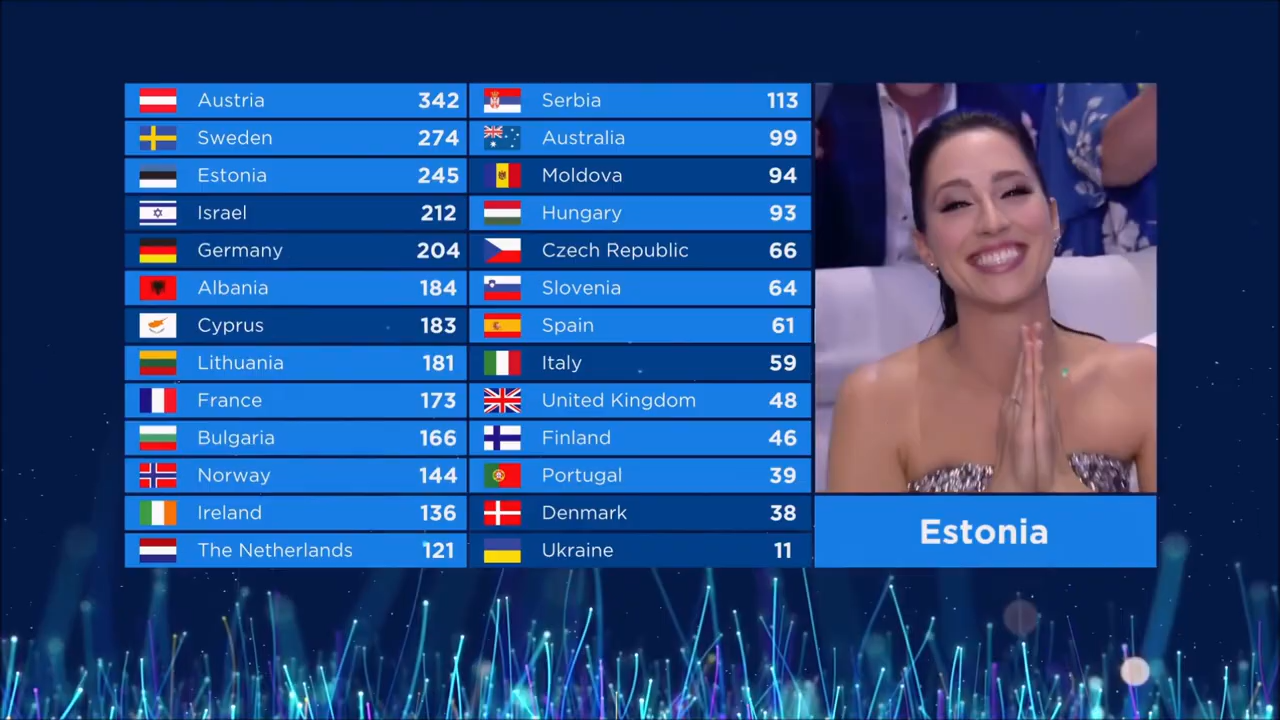 Austria 342
Sweden 274
Estonia 245
Israel 212
Germany 204
Albania 184
Cyprus 183
Lithuania 181
France 173
Bulgaria 166
Norway 144
Ireland 136
The Netherlands 121
Serbia 113
Australia 99
Moldova 94
Hungary 93
Czech Republic 66
Slovenia 64
Spain 61
Italy 59
United Kingdom 48
Finland 46
Portugal 39
Denmark 38
Ukraine 11
Estonia